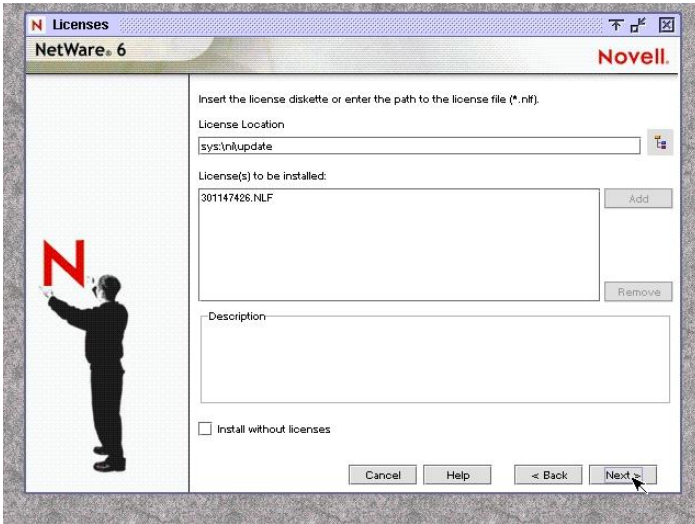 N Licenses
NetWare® 6
Novell.
Insert the license diskette or enter the path to the license file (*.nlf).
License Location
sys:\nl\update
License(s) to be installed:
301147426.NLF
Add
Remove
Description
Install without licenses
N
Cancel
Help
< Back
Next >